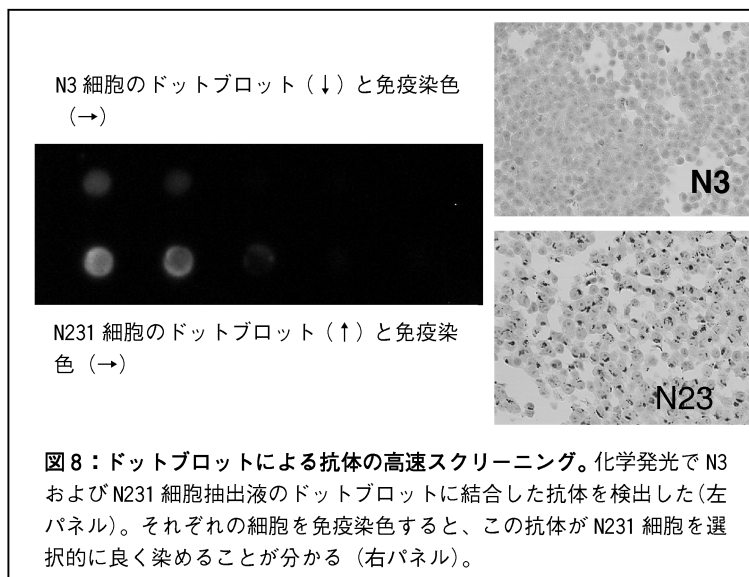 N3 細胞のドットブロット（↓）と免疫染色
（→）
N3
N231 細胞のドットブロット（↑）と免疫染
色（→）
N23
図8：ドットブロットによる抗体の高速スクリーニング。化学発光で N3
および N231 細胞抽出液のドットブロットに結合した抗体を検出した（左
パネル）。それぞれの細胞を免疫染色すると、この抗体が N231 細胞を選
択的に良く染めることが分かる（右パネル）。